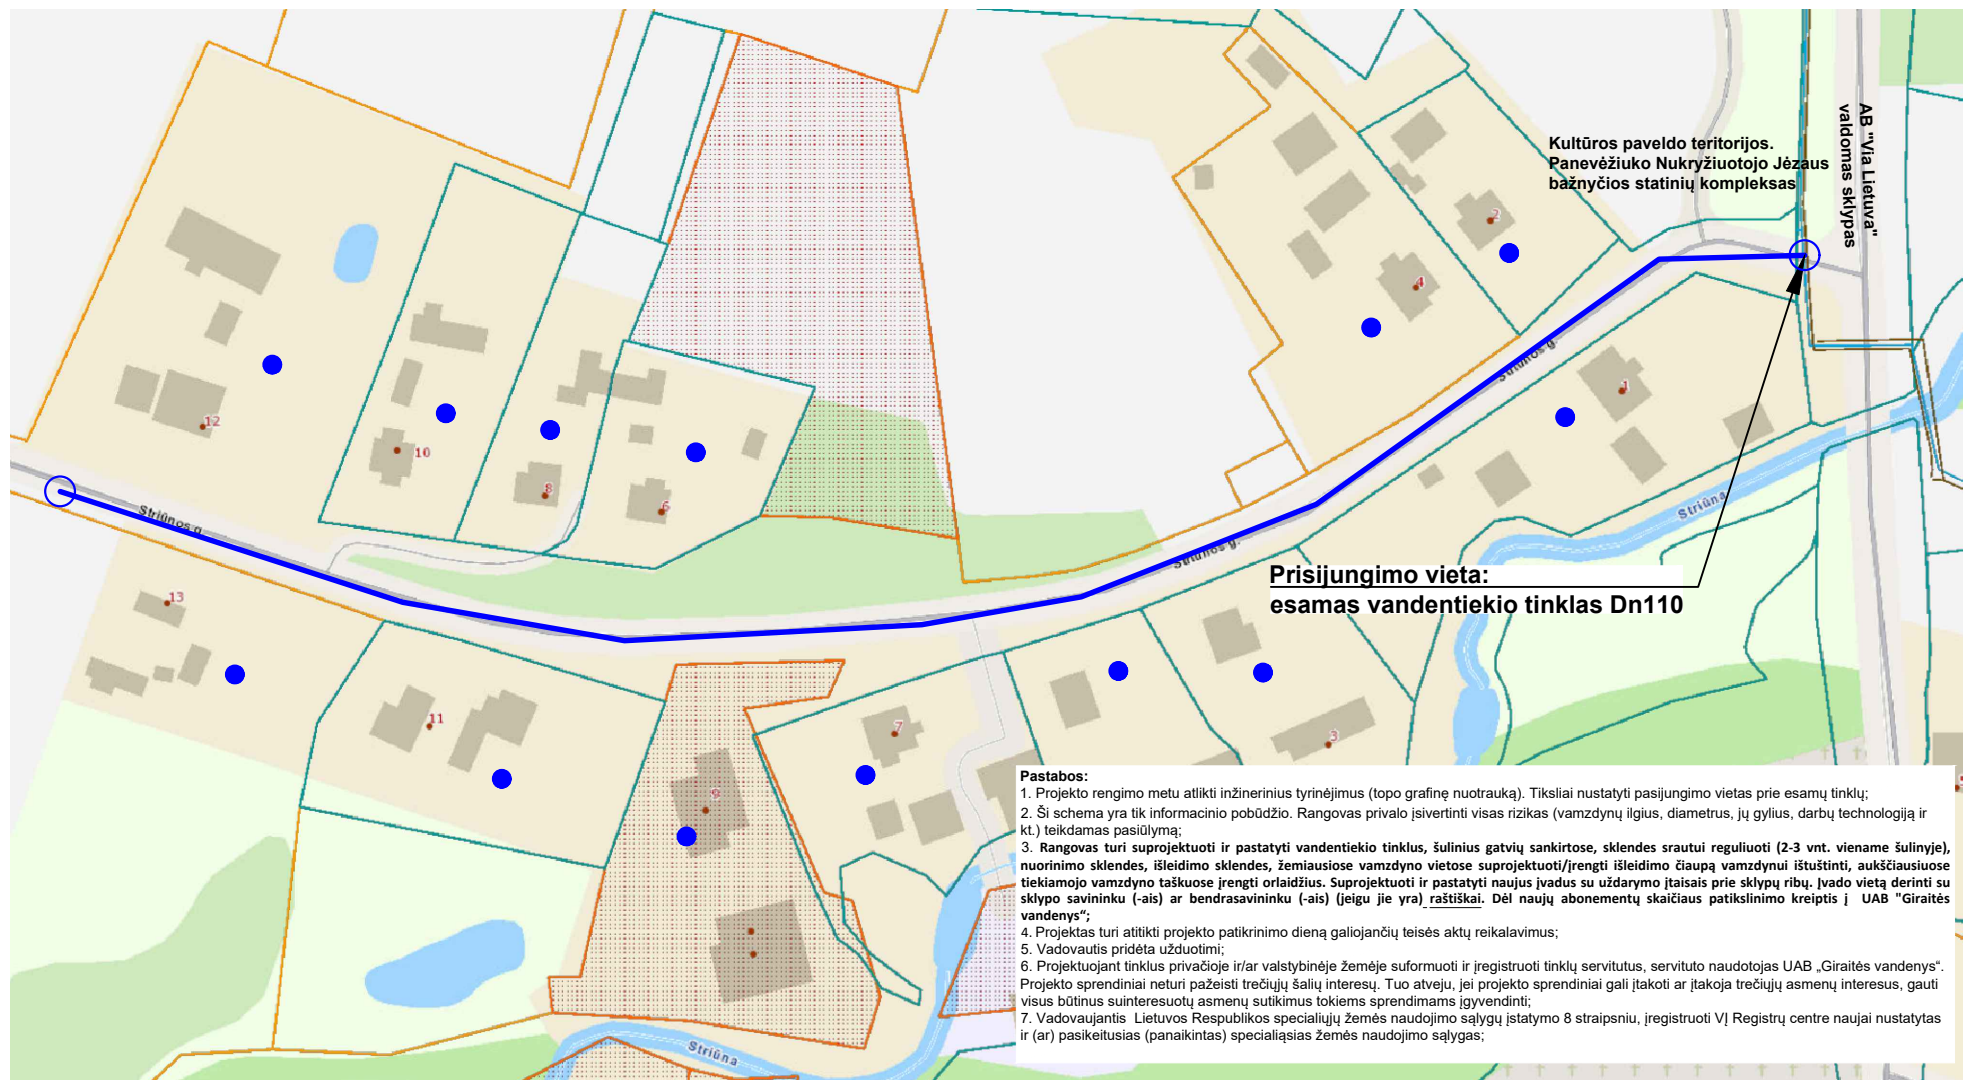 Kultūros paveldo teritorijos.
Panevėžiuko Nukryžiuotojo Jėzaus
bažnyčios statinių kompleksas
AB "Via Lietuva"
valdomas sklypas
2
4
1
12
10
8
6
Striūnos g.
Striūnos g.
Striūnos g.
Striūna
Prisijungimo vieta:
esamas vandentiekio tinklas Dn110
13
11
7
3
9
Striūna
Pastabos:
1. Projekto rengimo metu atlikti inžinerinius tyrinėjimus (topo grafinę nuotrauką). Tiksliai nustatyti pasijungimo vietas prie esamų tinklų;
2. Ši schema yra tik informacinio pobūdžio. Rangovas privalo įsivertinti visas rizikas (vamzdynų ilgius, diametrus, jų gylius, darbų technologiją ir
kt.) teikdamas pasiūlymą;
3. Rangovas turi suprojektuoti ir pastatyti vandentiekio tinklus, šulinius gatvių sankirtose, sklendes srautui reguliuoti (2-3 vnt. viename šulinyje),
nuorinimo sklendes, išleidimo sklendes, žemiausiose vamzdyno vietose suprojektuoti/įrengti išleidimo čiaupą vamzdynui ištuštinti, aukščiausiuose
tiekiamojo vamzdyno taškuose įrengti orlaidžius. Suprojektuoti ir pastatyti naujus įvadus su uždarymo įtaisais prie sklypų ribų. Įvado vietą derinti su
sklypo savininku (-ais) ar bendrasavininku (-ais) (jeigu jie yra) raštiškai. Dėl naujų abonementų skaičiaus patikslinimo kreiptis į UAB "Giraitės
vandenys“;
4. Projektas turi atitikti projekto patikrinimo dieną galiojančių teisės aktų reikalavimus;
5. Vadovautis pridėta užduotimi;
6. Projektuojant tinklus privačioje ir/ar valstybinėje žemėje suformuoti ir įregistruoti tinklų servitutus, servituto naudotojas UAB „Giraitės vandenys“.
Projekto sprendiniai neturi pažeisti trečiųjų šalių interesų. Tuo atveju, jei projekto sprendiniai gali įtakoti ar įtakoja trečiųjų asmenų interesus, gauti
visus būtinus suinteresuotų asmenų sutikimus tokiems sprendimams įgyvendinti;
7. Vadovaujantis Lietuvos Respublikos specialiųjų žemės naudojimo sąlygų įstatymo 8 straipsniu, įregistruoti VĮ Registrų centre naujai nustatytas
ir (ar) pasikeitusias (panaikintas) specialiąsias žemės naudojimo sąlygas;